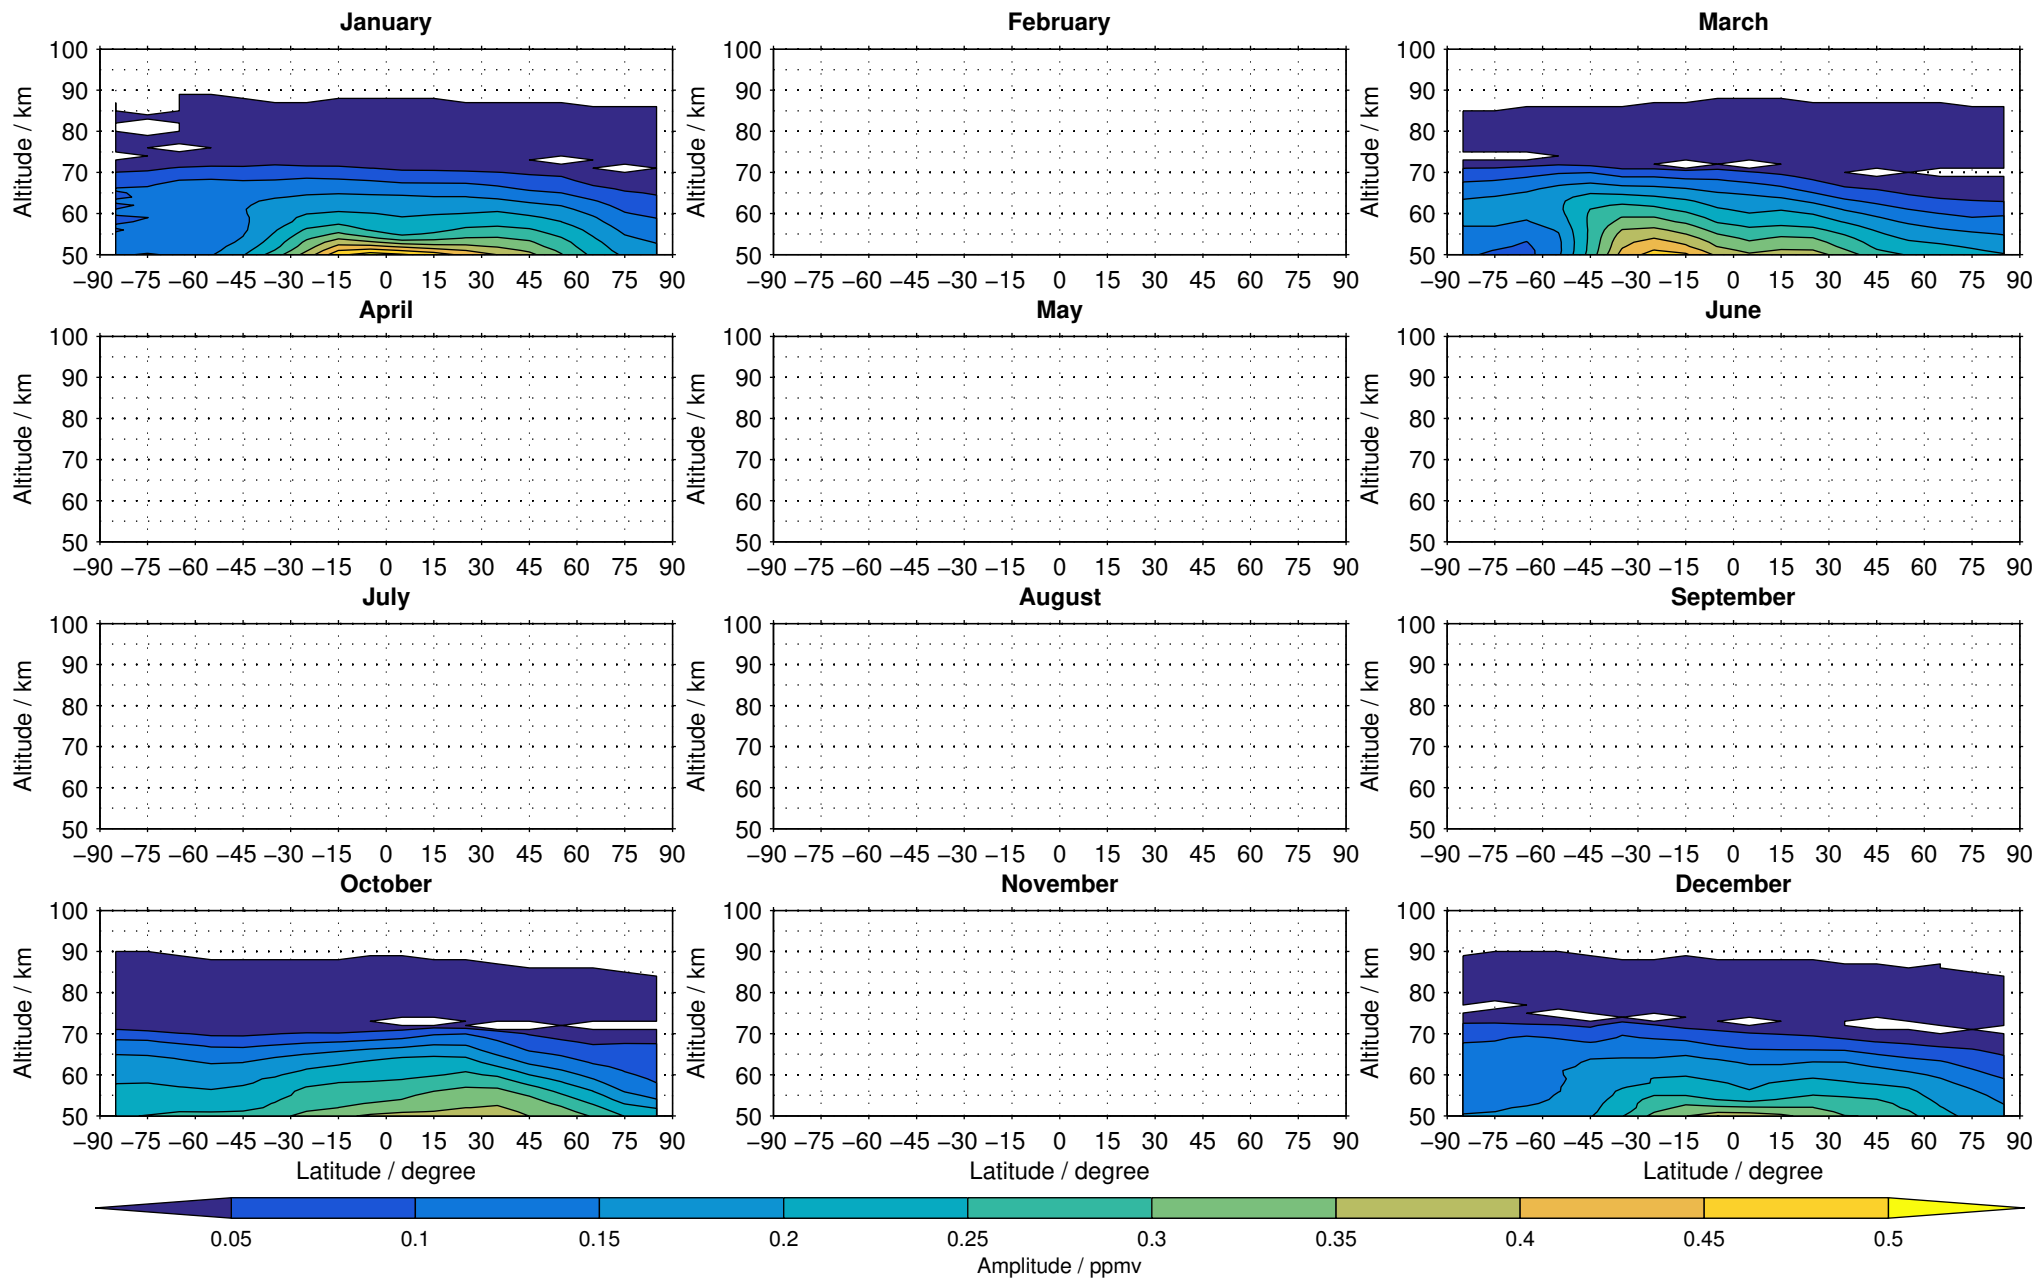 January February March
100 100 100
90 90 90
80 80 80
70 70 70
60 60 60
50 50 50
Altitude / km Altitude / km Altitude / km
−90 −75 −60 −45 −30 −15 0 15 30 45 60 75 90 −90 −75 −60 −45 −30 −15 0 15 30 45 60 75 90 −90 −75 −60 −45 −30 −15 0 15 30 45 60 75 90
April May June
100 100 100
90 90 90
80 80 80
70 70 70
60 60 60
50 50 50
Altitude / km Altitude / km Altitude / km
−90 −75 −60 −45 −30 −15 0 15 30 45 60 75 90 −90 −75 −60 −45 −30 −15 0 15 30 45 60 75 90 −90 −75 −60 −45 −30 −15 0 15 30 45 60 75 90
July August September
100 100 100
90 90 90
80 80 80
70 70 70
60 60 60
50 50 50
Altitude / km Altitude / km Altitude / km
−90 −75 −60 −45 −30 −15 0 15 30 45 60 75 90 −90 −75 −60 −45 −30 −15 0 15 30 45 60 75 90 −90 −75 −60 −45 −30 −15 0 15 30 45 60 75 90
October November December
100 100 100
90 90 90
80 80 80
70 70 70
60 60 60
50 50 50
Altitude / km Altitude / km Altitude / km
−90 −75 −60 −45 −30 −15 0 15 30 45 60 75 90 −90 −75 −60 −45 −30 −15 0 15 30 45 60 75 90 −90 −75 −60 −45 −30 −15 0 15 30 45 60 75 90
Latitude / degree Latitude / degree Latitude / degree
0.05 0.1 0.15 0.2 0.25 0.3 0.35 0.4 0.45 0.5
Amplitude / ppmv